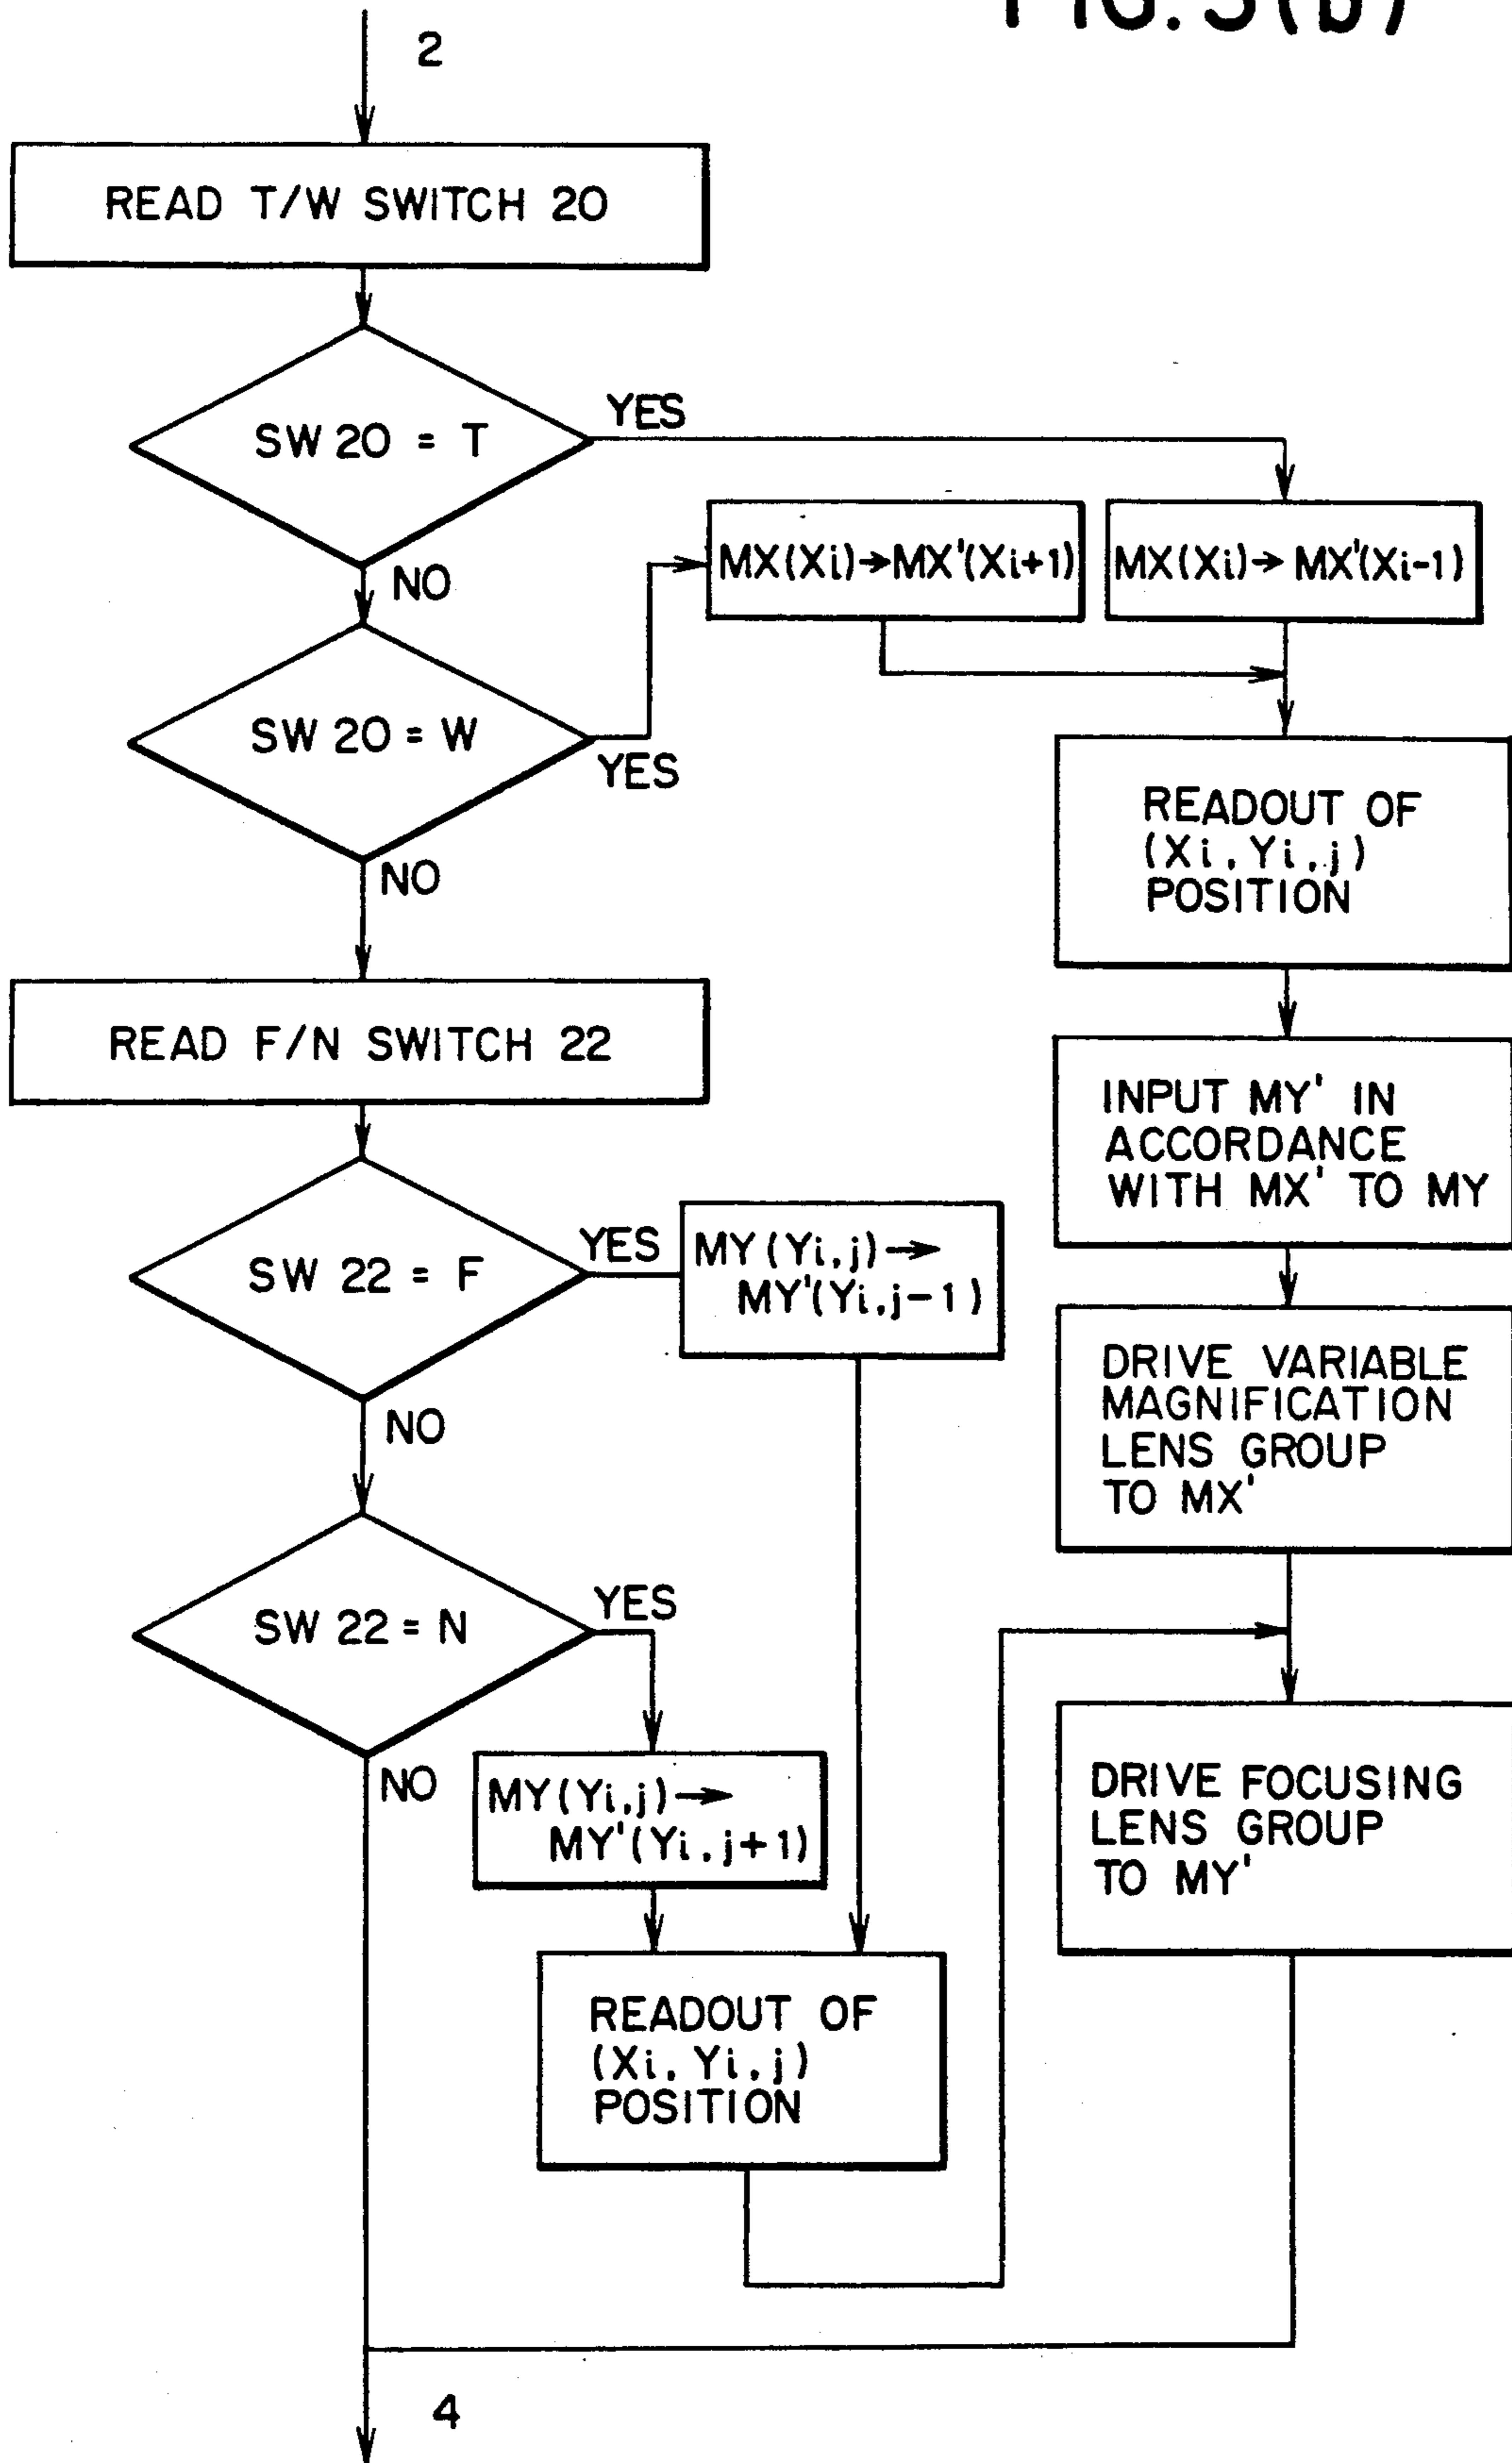 FIG. 5(b)
2
READ T/W SWITCH 20
SW 20 = T
YES
NO
MX(Xi)→MX'(Xi+1)
MX(Xi)→MX'(Xi-1)
SW 20 = W
YES
NO
READOUT OF
(Xi, Yi,j)
POSITION
READ F/N SWITCH 22
INPUT MY' IN
ACCORDANCE
WITH MX' TO MY
SW 22 = F
YES
NO
MY(Yi,j)→
MY'(Yi,j-1)
DRIVE VARIABLE
MAGNIFICATION
LENS GROUP
TO MX'
SW 22 = N
YES
NO
MY(Yi,j)→
MY'(Yi,j+1)
DRIVE FOCUSING
LENS GROUP
TO MY'
READOUT OF
(Xi, Yi,j)
POSITION
4